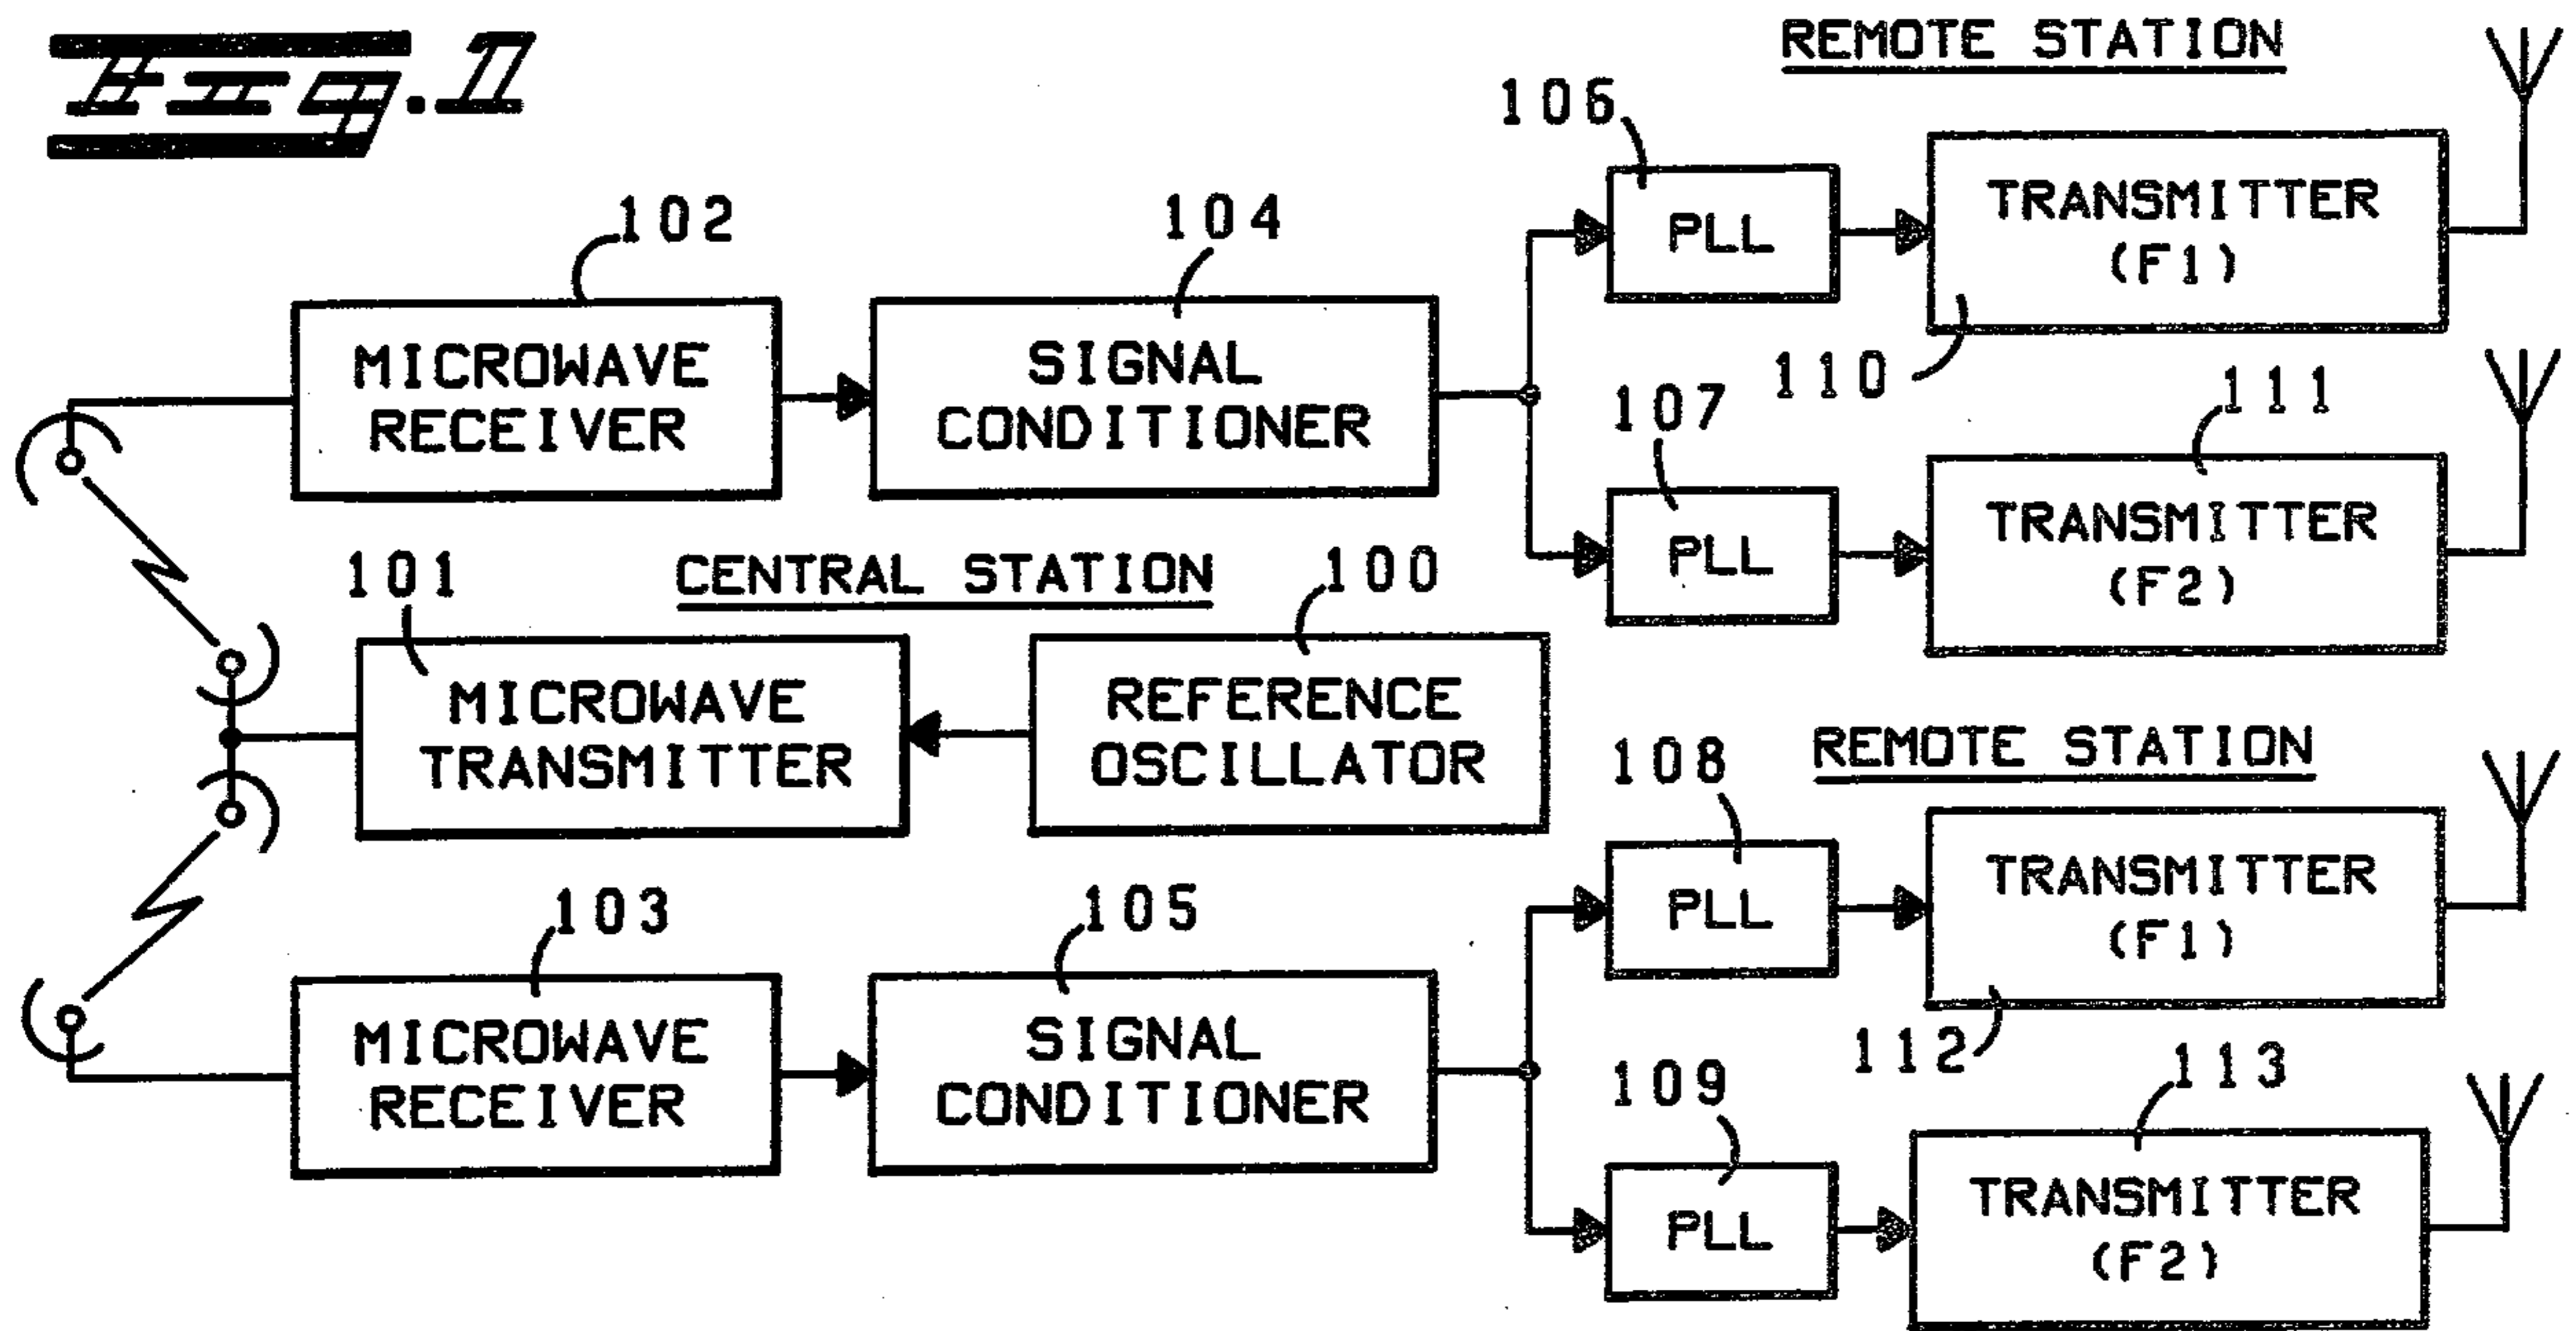 Fig. 1
REMOTE STATION
106
PLL
TRANSMITTER
(F1)
110
102
MICROWAVE
RECEIVER
104
SIGNAL
CONDITIONER
107
PLL
111
TRANSMITTER
(F2)
CENTRAL STATION
101
MICROWAVE
TRANSMITTER
100
REFERENCE
OSCILLATOR
REMOTE STATION
108
PLL
TRANSMITTER
(F1)
112
103
MICROWAVE
RECEIVER
105
SIGNAL
CONDITIONER
109
PLL
113
TRANSMITTER
(F2)